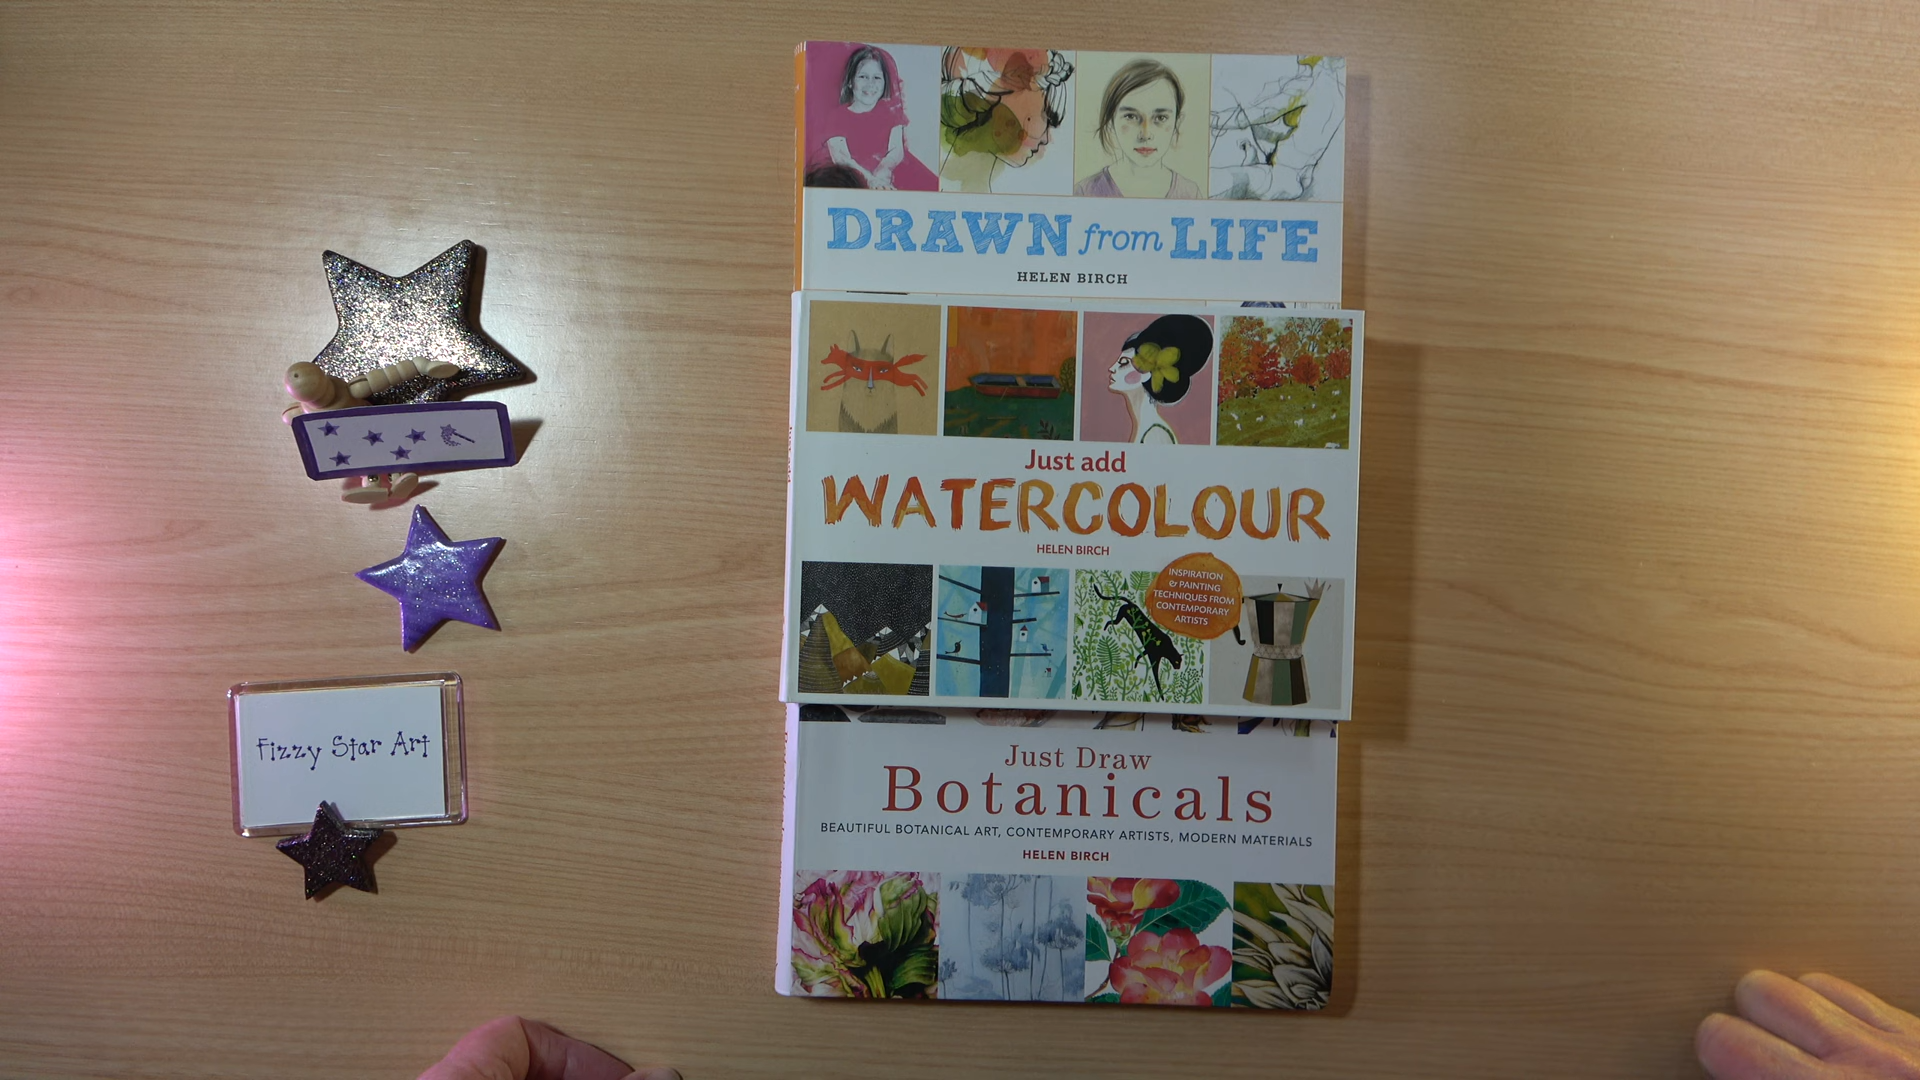 DRAWN from LIFE
HELEN BIRCH
Just add
WATERCOLOUR
HELEN BIRCH
INSPIRATION
& PAINTING
TECHNIQUES FROM
CONTEMPORARY
ARTISTS
Just Draw
Botanicals
BEAUTIFUL BOTANICAL ART, CONTEMPORARY ARTISTS, MODERN MATERIALS
HELEN BIRCH
Fizzy Star Art